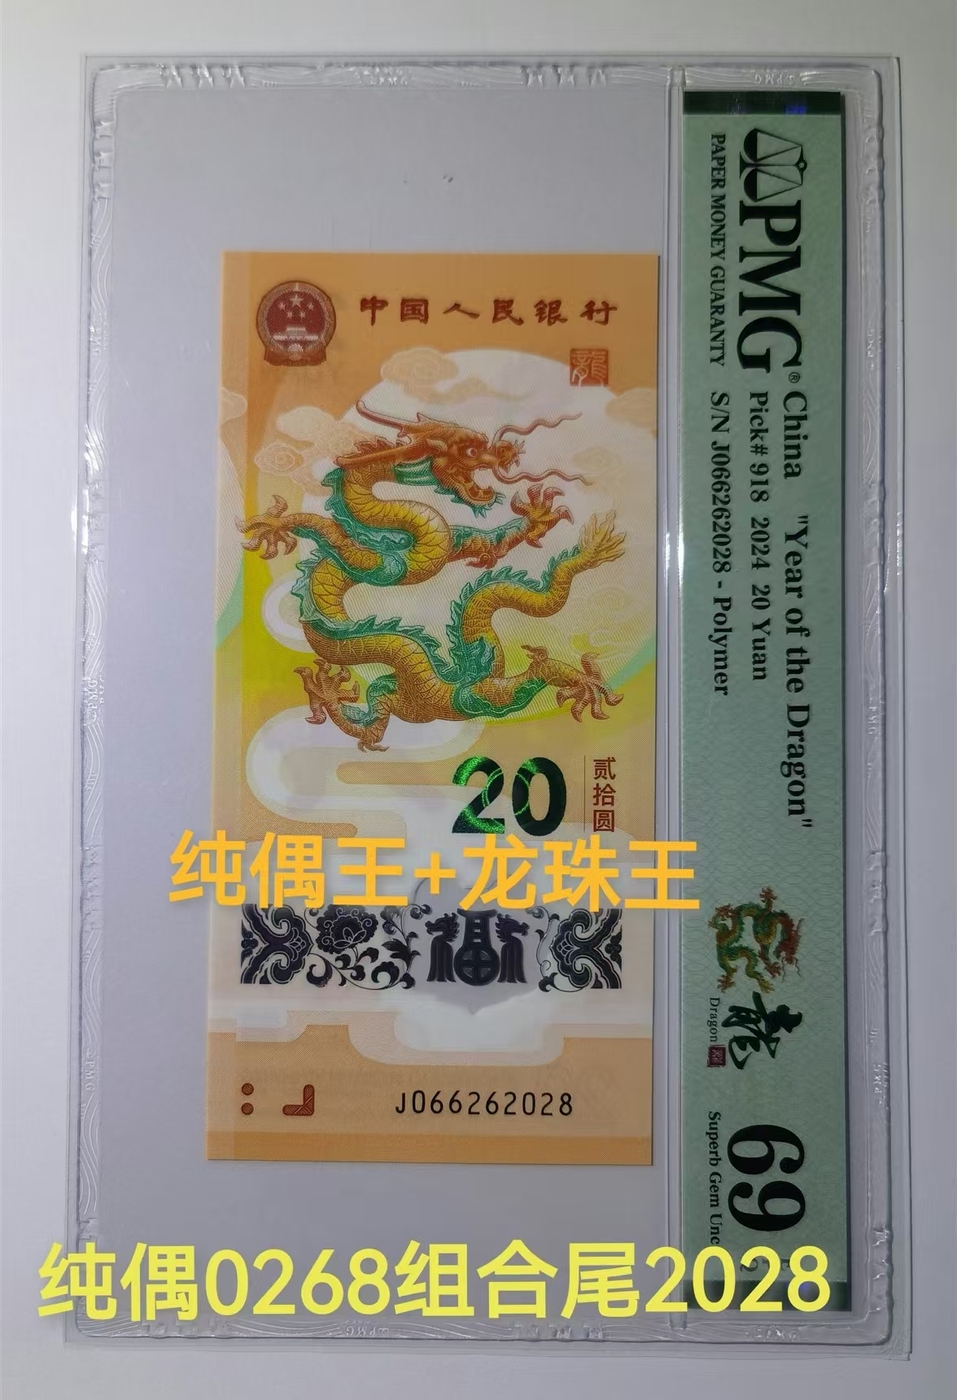 中国人民银行
龍
20
贰拾圆
纯偶王+龙珠王
福
J066262028
纯偶0268组合尾2028
PMG®
PAPER MONEY GUARANTY
China "Year of the Dragon"
Pick# 918 2024 20 Yuan
S/N J066262028 - Polymer
龍
Dragon
69
Superb Gem Unc